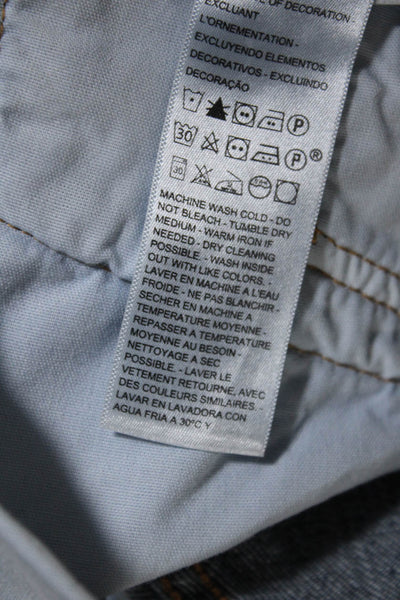 OF DECORATION -
EXCLUANT
L'ORNEMENTATION -
EXCLUYENDO ELEMENTOS
DECORATIVOS - EXCLUINDO
DECORAÇÃO
P
30 P ®
30
MACHINE WASH COLD - DO
NOT BLEACH - TUMBLE DRY
MEDIUM - WARM IRON IF
NEEDED - DRY CLEANING
POSSIBLE. - WASH INSIDE
OUT WITH LIKE COLORS. -
LAVER EN MACHINE A L'EAU
FROIDE - NE PAS BLANCHIR -
SECHER EN MACHINE A
TEMPERATURE MOYENNE -
REPASSER A TEMPERATURE
MOYENNE AU BESOIN -
NETTOYAGE A SEC
POSSIBLE. - LAVER LE
VETEMENT RETOURNE, AVEC
DES COULEURS SIMILAIRES. -
LAVAR EN LAVADORA CON
AGUA FRIA A 30°C Y